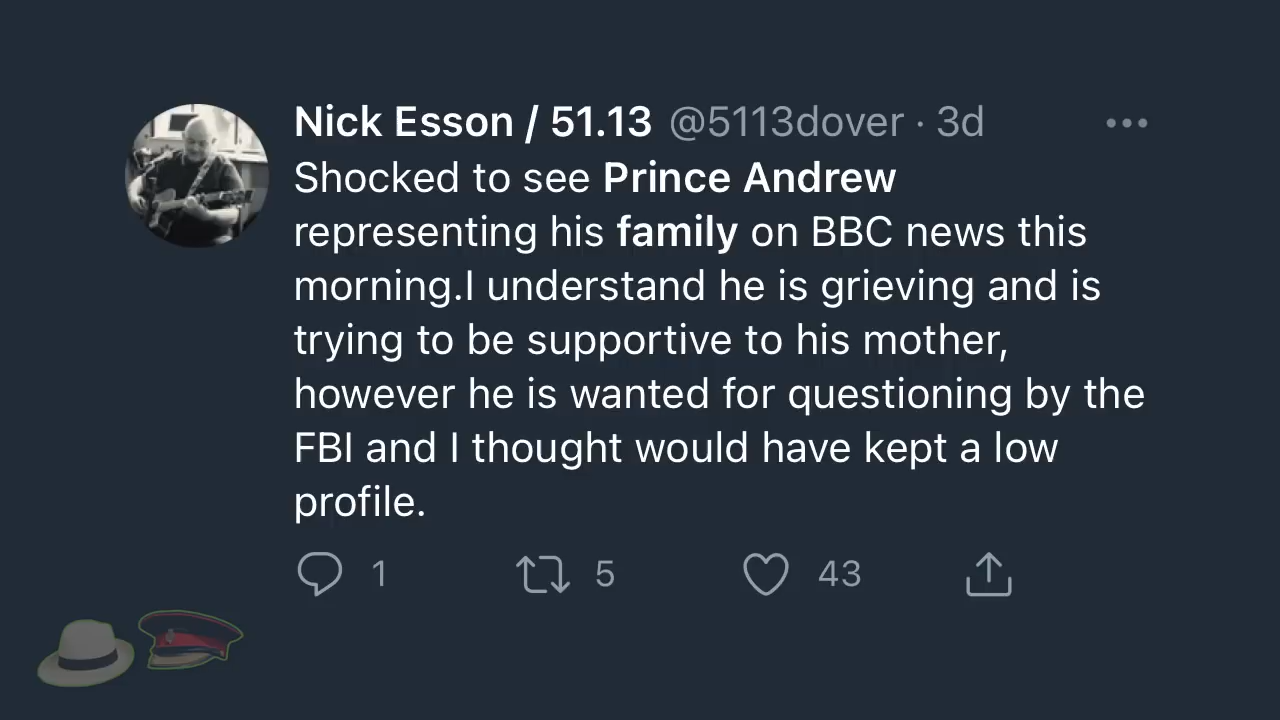 Nick Esson / 51.13 @5113dover · 3d
Shocked to see Prince Andrew
representing his family on BBC news this
morning.I understand he is grieving and is
trying to be supportive to his mother,
however he is wanted for questioning by the
FBI and I thought would have kept a low
profile.
1 5 43